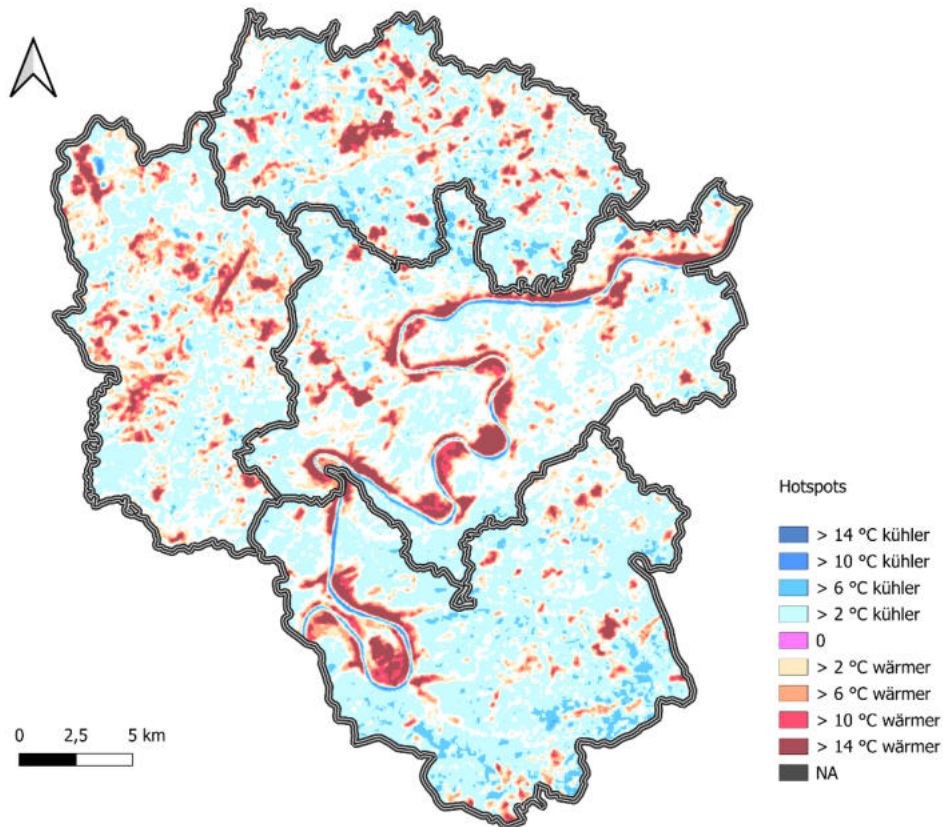 Hotspots
> 14 °C kühler
> 10 °C kühler
> 6 °C kühler
> 2 °C kühler
0
> 2 °C wärmer
> 6 °C wärmer
> 10 °C wärmer
> 14 °C wärmer
NA
0 2,5 5 km